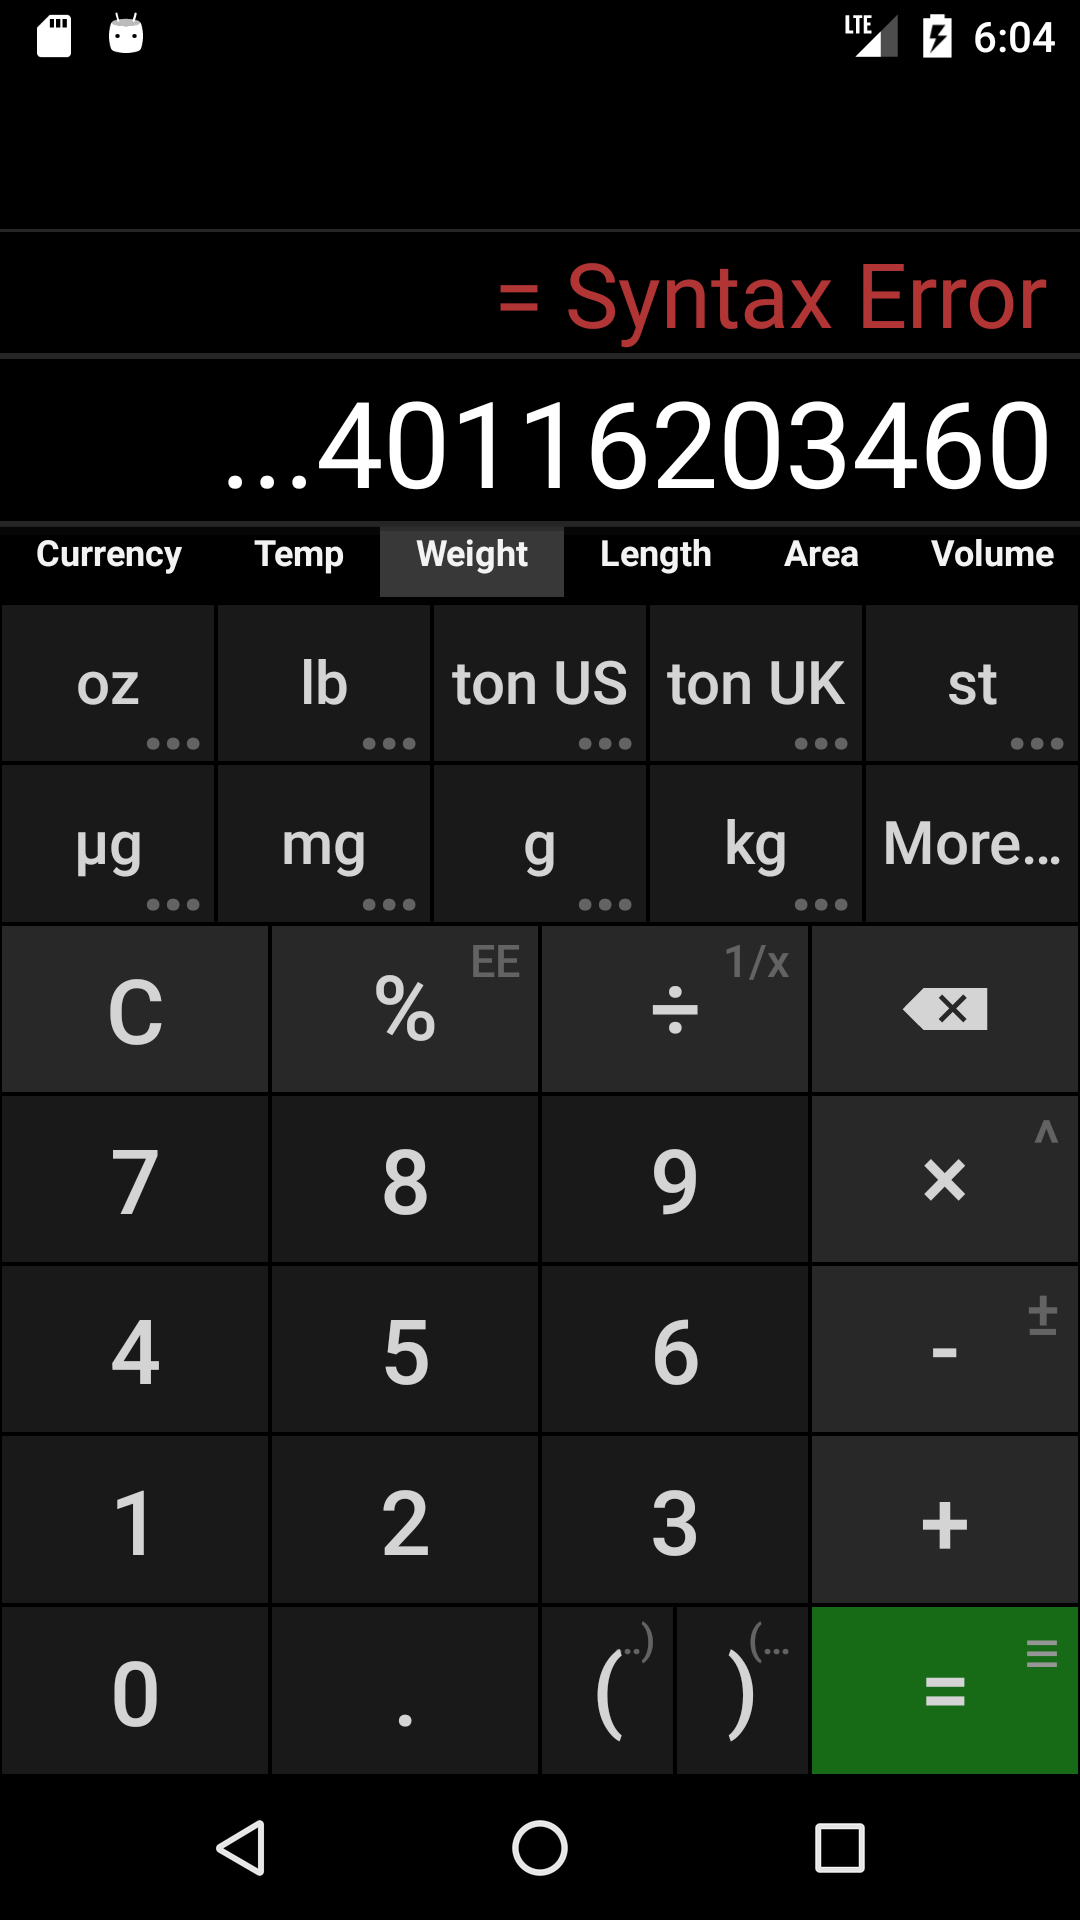 LTE 6:04
= Syntax Error
...40116203460
Currency Temp Weight Length Area Volume
oz lb ton US ton UK st
µg mg g kg More...
C % EE ÷ 1/x
7 8 9 × ^
4 5 6 - ±
1 2 3 +
0 . ( ..) ) (... =